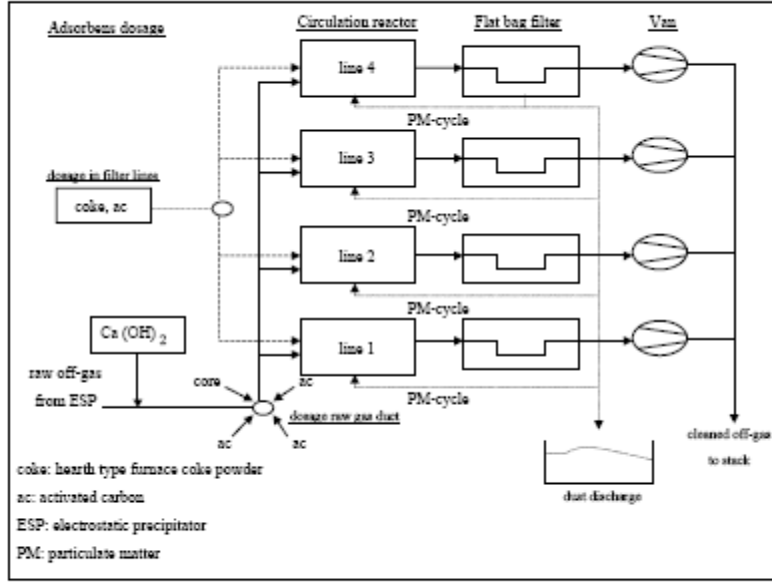 Adsorbens dosage
Circulation reactor
Flat bag filter
Van
line 4
PM-cycle
line 3
dosage in filter lines
coke, ac
PM-cycle
line 2
PM-cycle
Ca (OH) 2
line 1
raw off-gas
from ESP
core
ac
PM-cycle
dosage raw gas duct
ac
ac
cleaned off-gas
to stack
dust discharge
coke: hearth type furnace coke powder
ac: activated carbon
ESP: electrostatic precipitator
PM: particulate matter